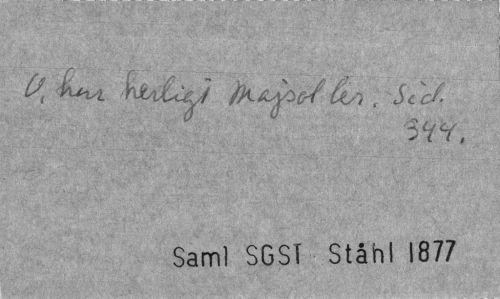 O, hur herligt majsol ler. Sid.
344.
Saml SGST Ståhl 1877